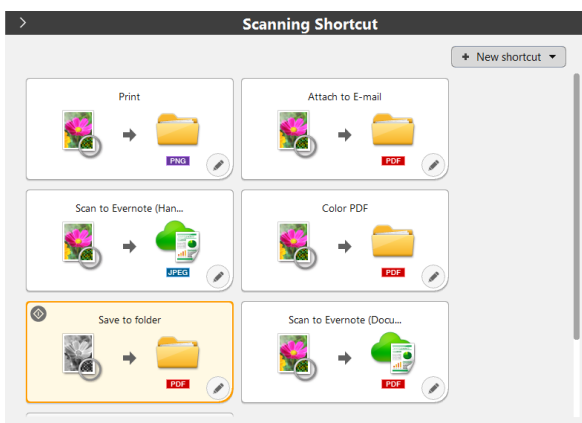 Scanning Shortcut
+ New shortcut
Print
PNG
Attach to E-mail
PDF
Scan to Evernote (Han...
JPEG
Color PDF
PDF
Save to folder
PDF
Scan to Evernote (Docu...
PDF